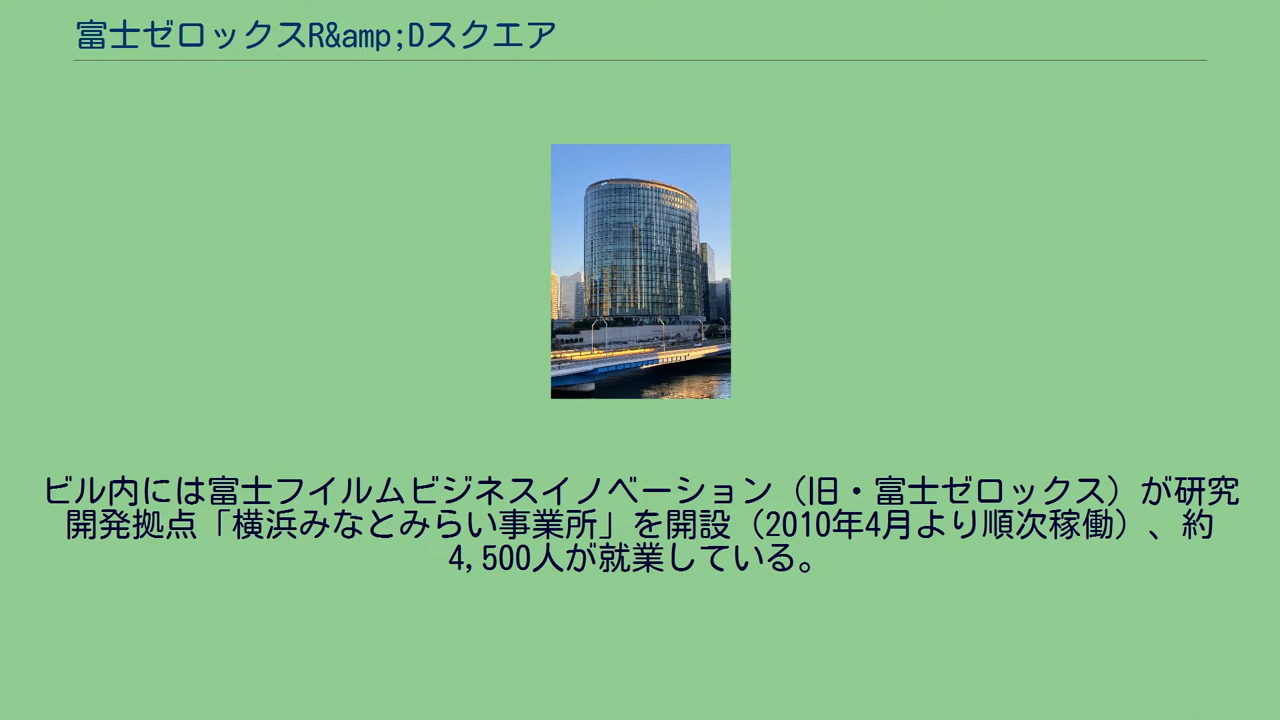 富士ゼロックスR&amp;Dスクエア
ビル内には富士フイルムビジネスイノベーション（旧・富士ゼロックス）が研究
開発拠点「横浜みなとみらい事業所」を開設（2010年4月より順次稼働）、約
4,500人が就業している。